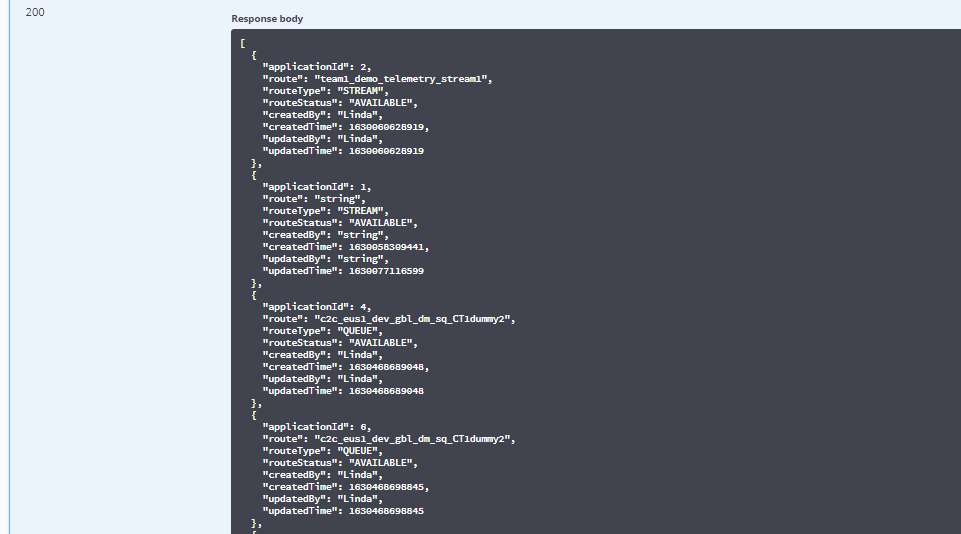 200
Response body
[
{
"applicationId": 2,
"route": "team1_demo_telemetry_stream1",
"routeType": "STREAM",
"routeStatus": "AVAILABLE",
"createdBy": "Linda",
"createdTime": 1630060628919,
"updatedBy": "Linda",
"updatedTime": 1630060628919
},
{
"applicationId": 1,
"route": "string",
"routeType": "STREAM",
"routeStatus": "AVAILABLE",
"createdBy": "string",
"createdTime": 1630058309441,
"updatedBy": "string",
"updatedTime": 1630077116599
},
{
"applicationId": 4,
"route": "c2c_eus1_dev_gbl_dm_sq_CT1dummy2",
"routeType": "QUEUE",
"routeStatus": "AVAILABLE",
"createdBy": "Linda",
"createdTime": 1630468689048,
"updatedBy": "Linda",
"updatedTime": 1630468689048
},
{
"applicationId": 6,
"route": "c2c_eus1_dev_gbl_dm_sq_CT1dummy2",
"routeType": "QUEUE",
"routeStatus": "AVAILABLE",
"createdBy": "Linda",
"createdTime": 1630468698845,
"updatedBy": "Linda",
"updatedTime": 1630468698845
},